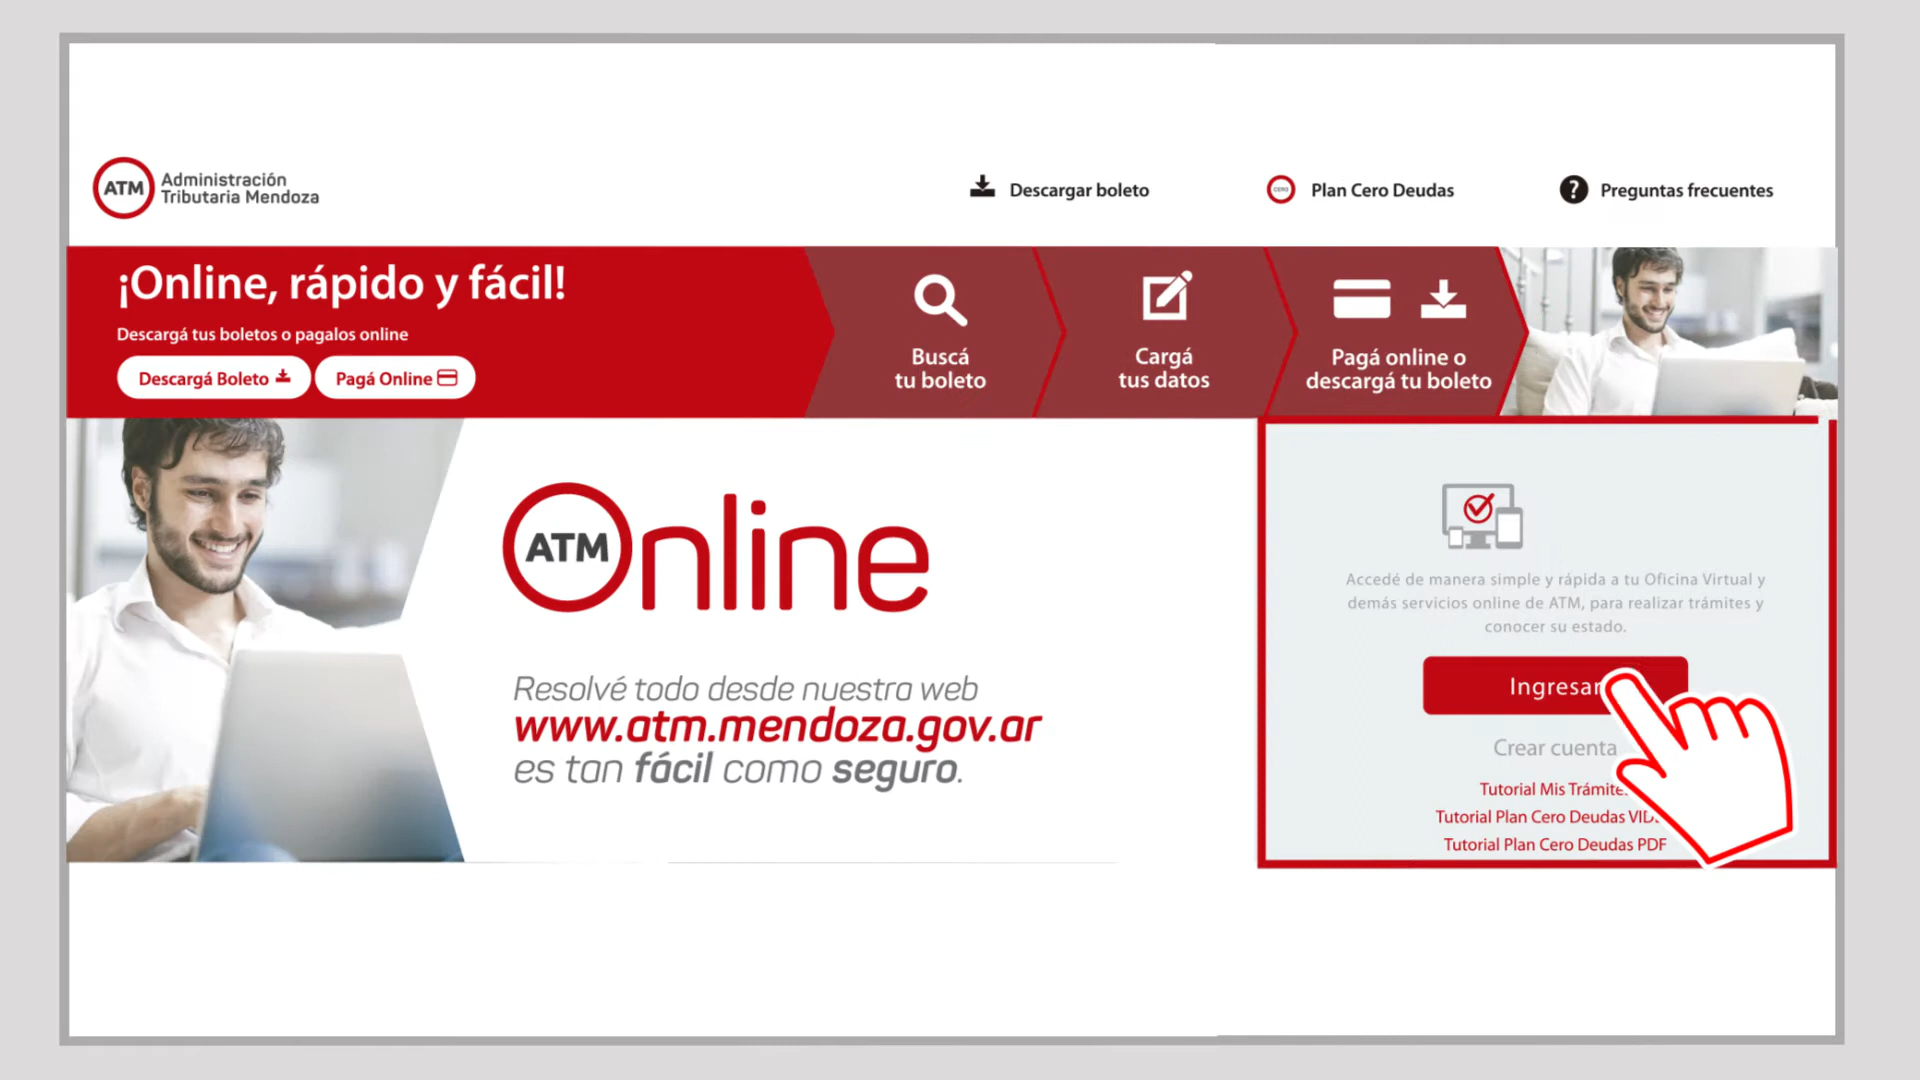 ATM
Administración
Tributaria Mendoza
Descargar boleto
CERO
Plan Cero Deudas
? Preguntas frecuentes
¡Online, rápido y fácil!
Descargá tus boletos o pagalos online
Descargá Boleto
Pagá Online
Buscá
tu boleto
Cargá
tus datos
Pagá online o
descargá tu boleto
ATM Online
Resolvé todo desde nuestra web
www.atm.mendoza.gov.ar
es tan fácil como seguro.
Accedé de manera simple y rápida a tu Oficina Virtual y
demás servicios online de ATM, para realizar trámites y
conocer su estado.
Ingresar
Crear cuenta
Tutorial Mis Trámites
Tutorial Plan Cero Deudas
Tutorial Plan Cero Deudas PDF